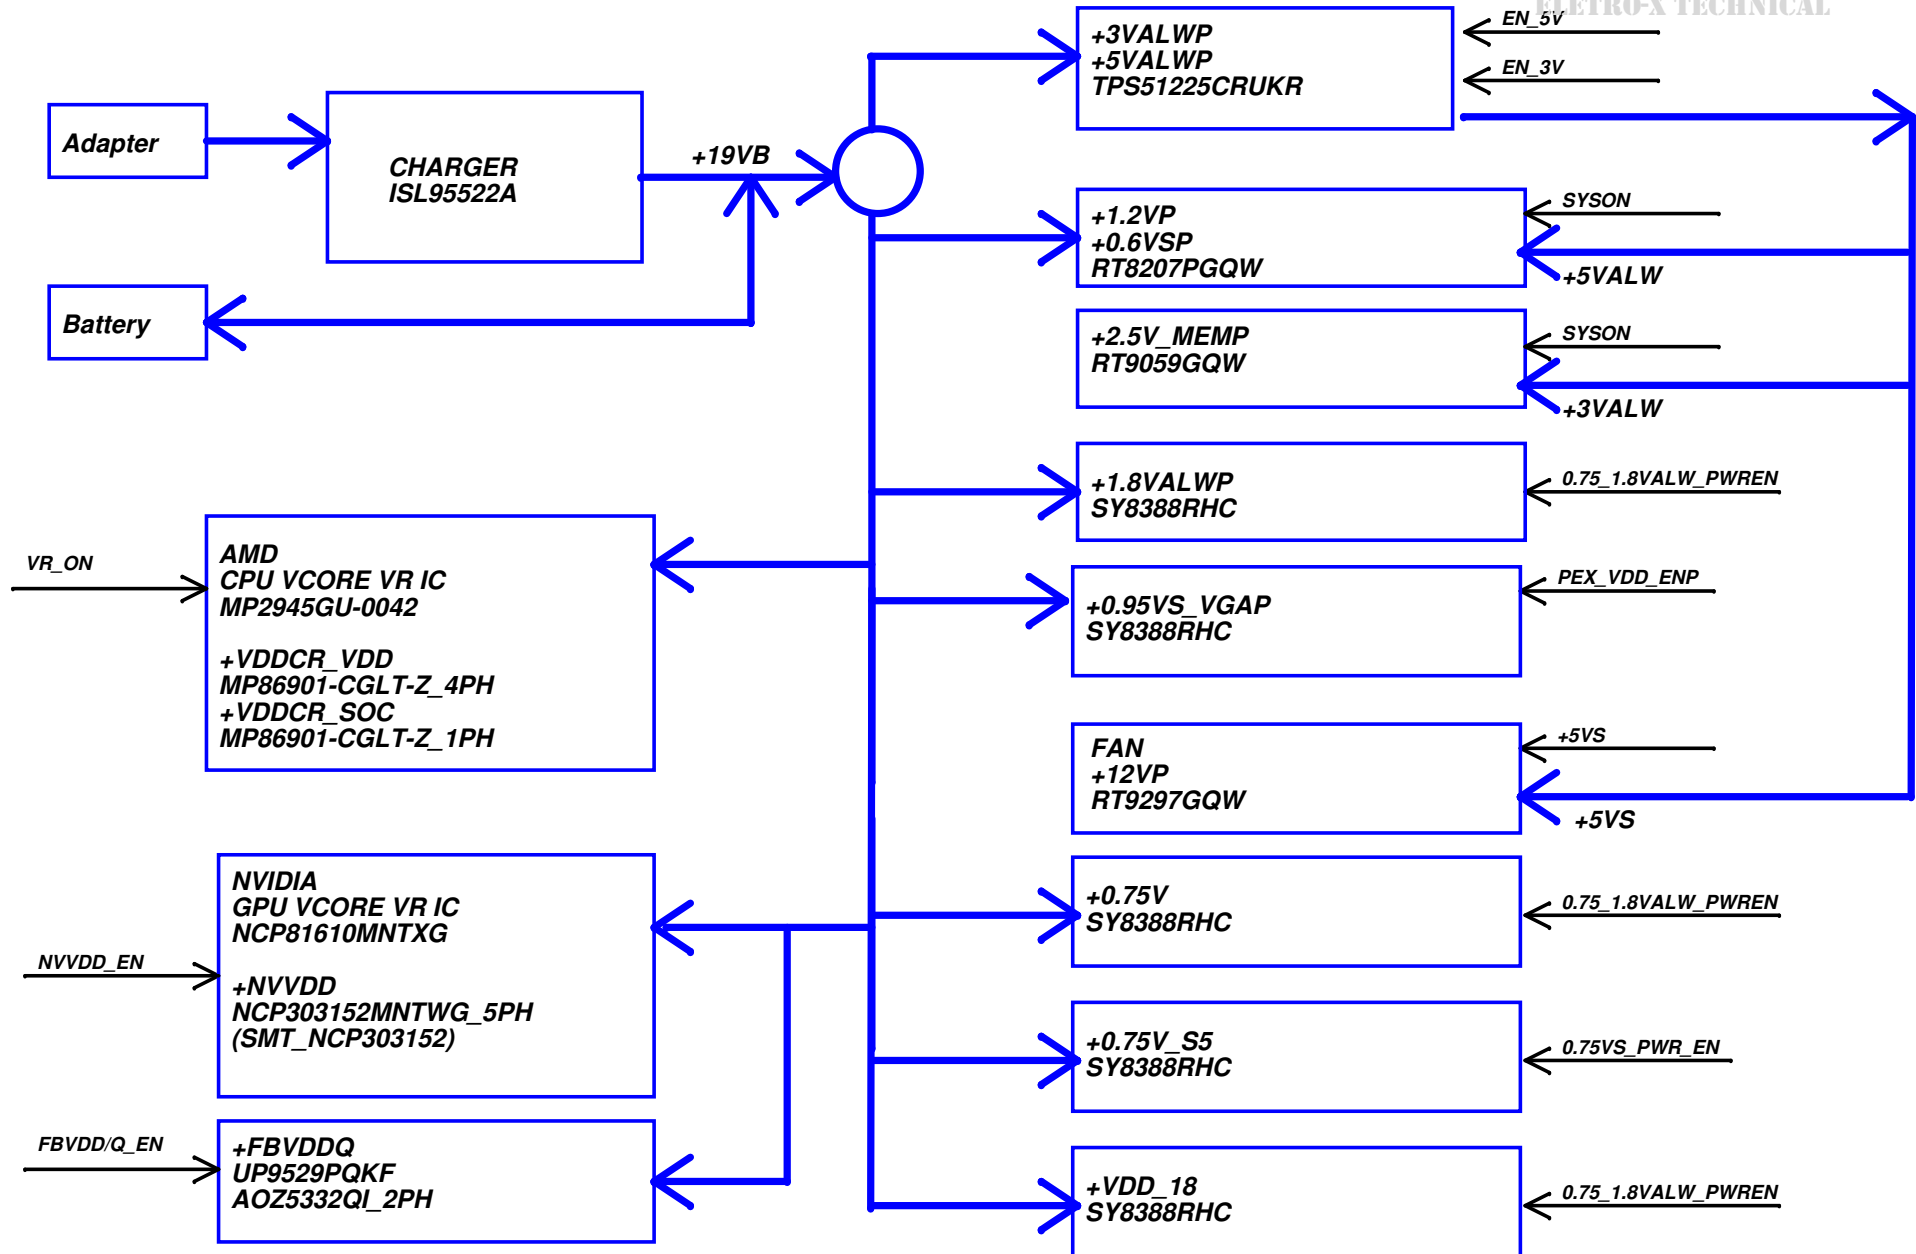 ELETRO-X TECHNICAL
+3VALWP
+5VALWP
TPS51225CRUKR
EN_5V
EN_3V
Adapter
CHARGER
ISL95522A
+19VB
Battery
+1.2VP
+0.6VSP
RT8207PGQW
SYSON
+5VALW
+2.5V_MEMP
RT9059GQW
SYSON
+3VALW
+1.8VALWP
SY8388RHC
0.75_1.8VALW_PWREN
VR_ON
AMD
CPU VCORE VR IC
MP2945GU-0042
+VDDCR_VDD
MP86901-CGLT-Z_4PH
+VDDCR_SOC
MP86901-CGLT-Z_1PH
+0.95VS_VGAP
SY8388RHC
PEX_VDD_ENP
FAN
+12VP
RT9297GQW
+5VS
+5VS
NVVDD_EN
NVIDIA
GPU VCORE VR IC
NCP81610MNTXG
+NVVDD
NCP303152MNTWG_5PH
(SMT_NCP303152)
+0.75V
SY8388RHC
0.75_1.8VALW_PWREN
+0.75V_S5
SY8388RHC
0.75VS_PWR_EN
FBVDD/Q_EN
+FBVDDQ
UP9529PQKF
AOZ5332QI_2PH
+VDD_18
SY8388RHC
0.75_1.8VALW_PWREN